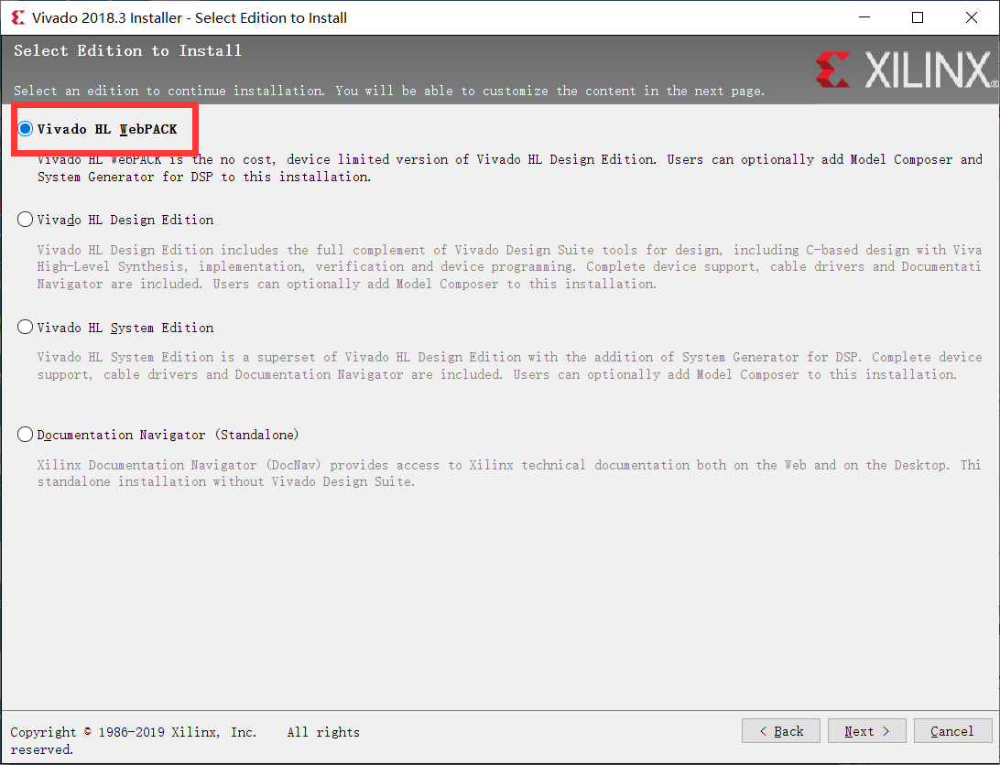 Vivado 2018.3 Installer - Select Edition to Install
Select Edition to Install
XILINX
Select an edition to continue installation. You will be able to customize the content in the next page.
Vivado HL WebPACK
Vivado HL WebPACK is the no cost, device limited version of Vivado HL Design Edition. Users can optionally add Model Composer and
System Generator for DSP to this installation.
Vivado HL Design Edition
Vivado HL Design Edition includes the full complement of Vivado Design Suite tools for design, including C-based design with Viva
High-Level Synthesis, implementation, verification and device programming. Complete device support, cable drivers and Documentati
Navigator are included. Users can optionally add Model Composer to this installation.
Vivado HL System Edition
Vivado HL System Edition is a superset of Vivado HL Design Edition with the addition of System Generator for DSP. Complete device
support, cable drivers and Documentation Navigator are included. Users can optionally add Model Composer to this installation.
Documentation Navigator (Standalone)
Xilinx Documentation Navigator (DocNav) provides access to Xilinx technical documentation both on the Web and on the Desktop. Thi
standalone installation without Vivado Design Suite.
Copyright © 1986-2019 Xilinx, Inc. All rights
reserved.
< Back
Next >
Cancel